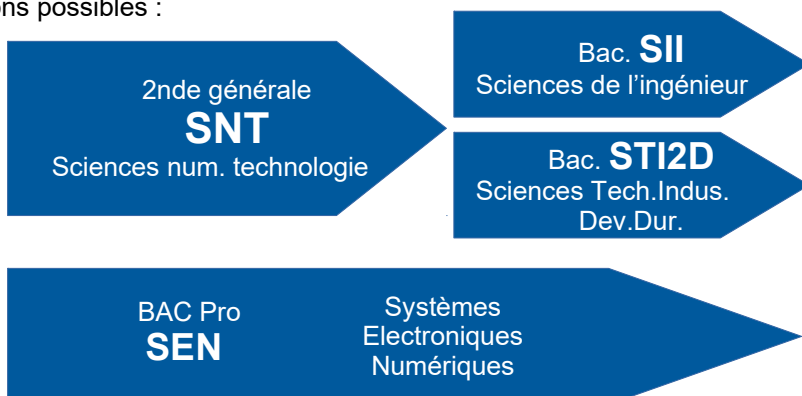 ons possibles :
2nde générale
SNT
Sciences num. technologie
Bac. SII
Sciences de l’ingénieur
Bac. STI2D
Sciences Tech.Indus.
Dev.Dur.
BAC Pro
SEN
Systèmes
Electroniques
Numériques